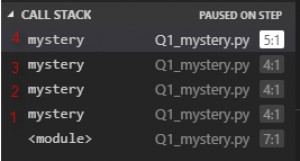 CALL STACK PAUSED ON STEP
4 mystery Q1_mystery.py 5:1
3 mystery Q1_mystery.py 4:1
2 mystery Q1_mystery.py 4:1
1 mystery Q1_mystery.py 4:1
<module> Q1_mystery.py 7:1